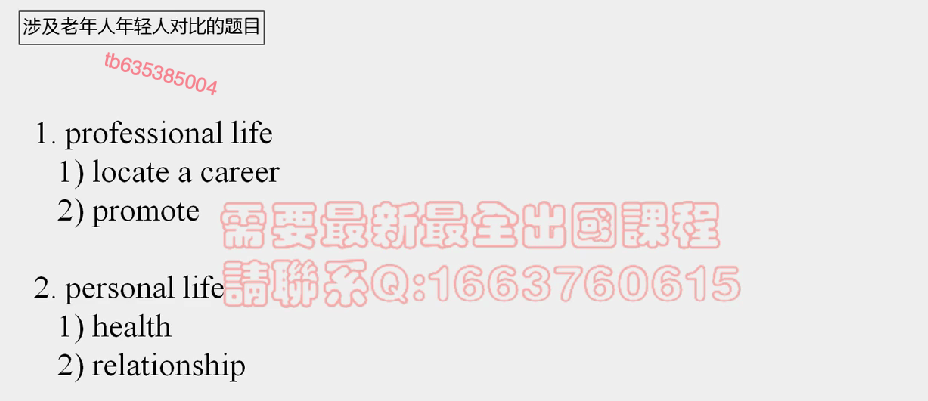 涉及老年人年轻人对比的题目
tb635385004
1. professional life
1) locate a career
2) promote
需要最新最全出國課程
2. personal life
請聯系Q:1663760615
1) health
2) relationship